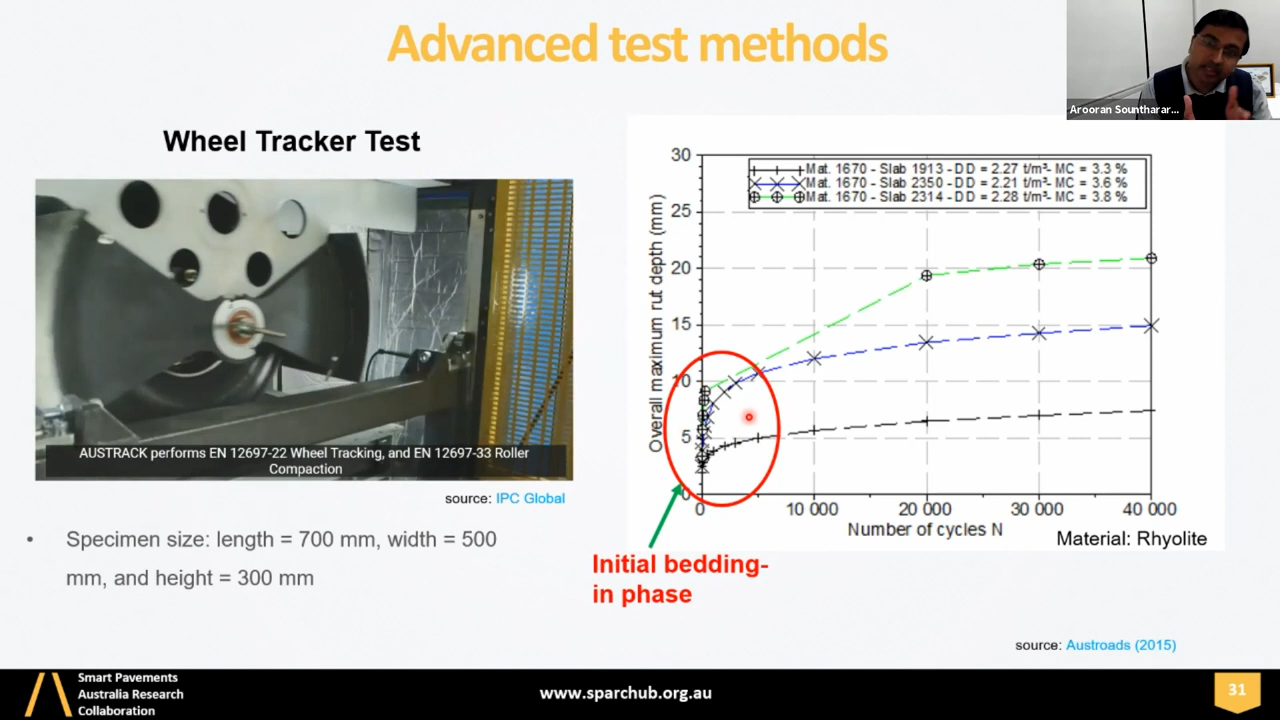 Advanced test methods
Arooran Sountharar...
Wheel Tracker Test
AUSTRACK performs EN 12697-22 Wheel Tracking, and EN 12697-33 Roller
Compaction
source: IPC Global
• Specimen size: length = 700 mm, width = 500
mm, and height = 300 mm
Overall maximum rut depth (mm)
30
25
20
15
10
5
0
Mat. 1670 - Slab 1913 - DD = 2.27 t/m³- MC = 3.3 %
Mat. 1670 - Slab 2350 - DD = 2.21 t/m³- MC = 3.6 %
Mat. 1670 - Slab 2314 - DD = 2.28 t/m³- MC = 3.8 %
0 10 000 20 000 30 000 40 000
Number of cycles N
Material: Rhyolite
Initial bedding-
in phase
source: Austroads (2015)
Smart Pavements
Australia Research
Collaboration
www.sparchub.org.au
31